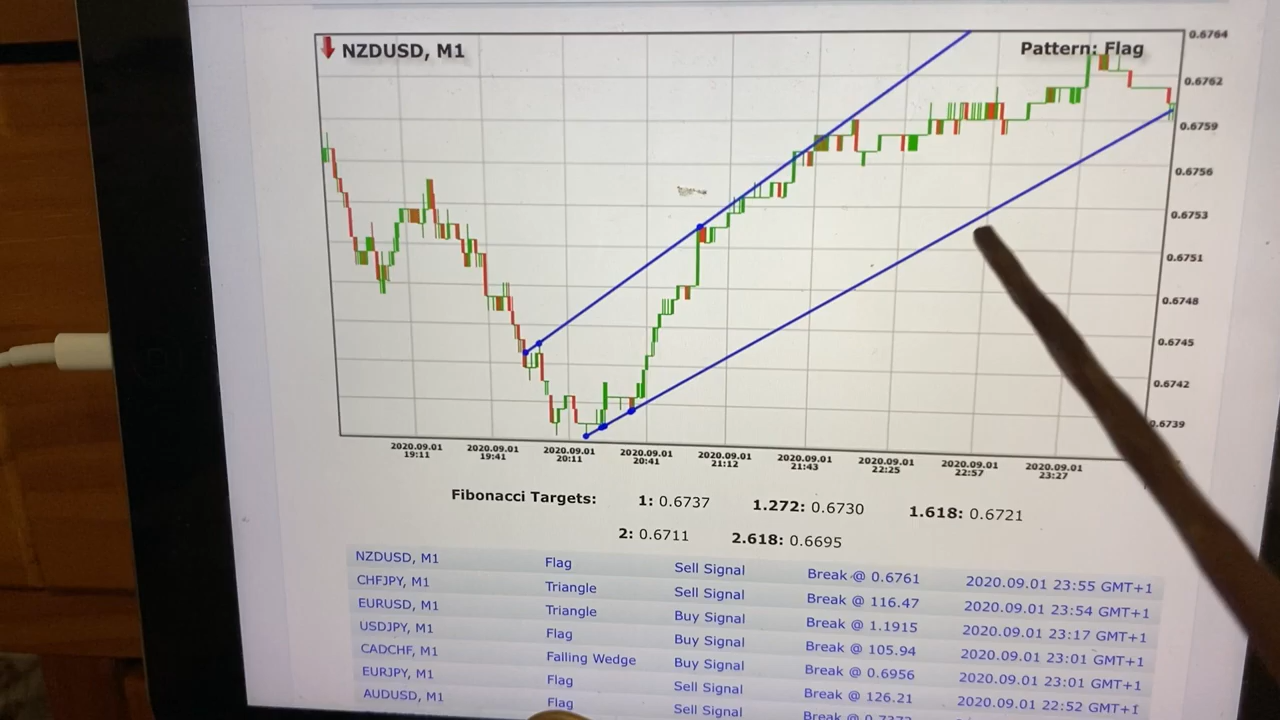 NZDUSD, M1
Pattern: Flag
0.6764
0.6762
0.6759
0.6756
0.6753
0.6751
0.6748
0.6745
0.6742
0.6739
2020.09.01 19:11
2020.09.01 19:41
2020.09.01 20:11
2020.09.01 20:41
2020.09.01 21:12
2020.09.01 21:43
2020.09.01 22:25
2020.09.01 22:57
2020.09.01 23:27
Fibonacci Targets: 1: 0.6737 1.272: 0.6730 1.618: 0.6721
2: 0.6711 2.618: 0.6695
NZDUSD, M1 Flag Sell Signal Break @ 0.6761 2020.09.01 23:55 GMT+1
CHFJPY, M1 Triangle Sell Signal Break @ 116.47 2020.09.01 23:54 GMT+1
EURUSD, M1 Triangle Buy Signal Break @ 1.1915 2020.09.01 23:17 GMT+1
USDJPY, M1 Flag Buy Signal Break @ 105.94 2020.09.01 23:01 GMT+1
CADCHF, M1 Falling Wedge Buy Signal Break @ 0.6956 2020.09.01 23:01 GMT+1
EURJPY, M1 Flag Sell Signal Break @ 126.21 2020.09.01 22:52 GMT+1
AUDUSD, M1 Flag Sell Signal Break @